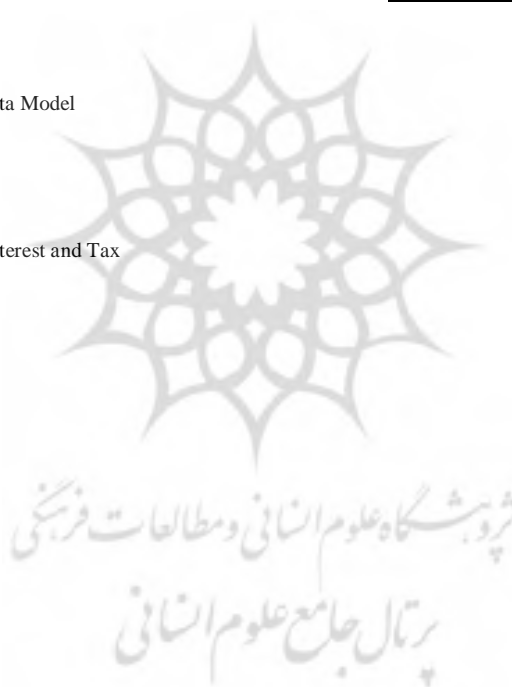 ta Model
terest and Tax
پژوهشگاه علوم انسانی و مطالعات فرهنگی
پرتال جامع علوم انسانی